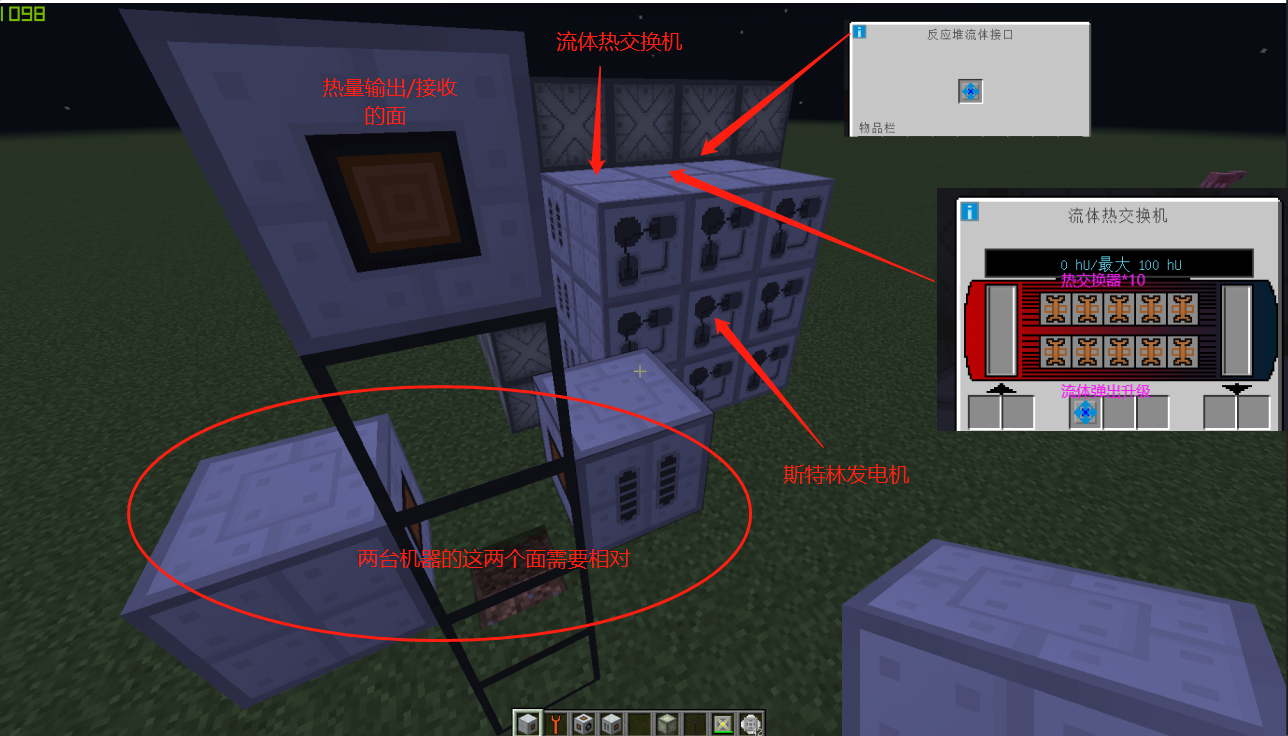 1098
流体热交换机
热量输出/接收
的面
反应堆流体接口
物品栏
流体热交换机
0 hU/最大 100 hU
热交换器*10
流体弹出升级
斯特林发电机
两台机器的这两个面需要相对